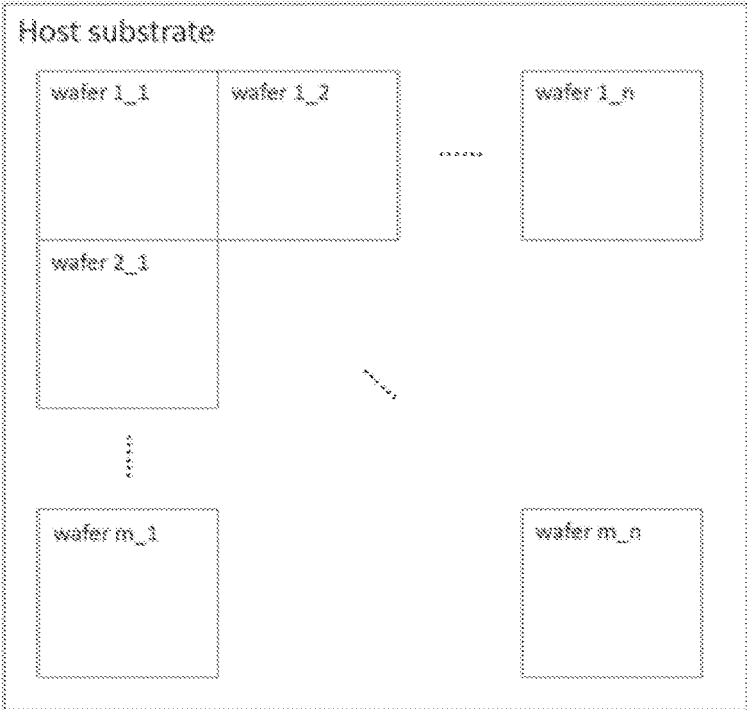 Host substrate
wafer 1_1
wafer 1_2
wafer 1_n
wafer 2_1
wafer m_1
wafer m_n